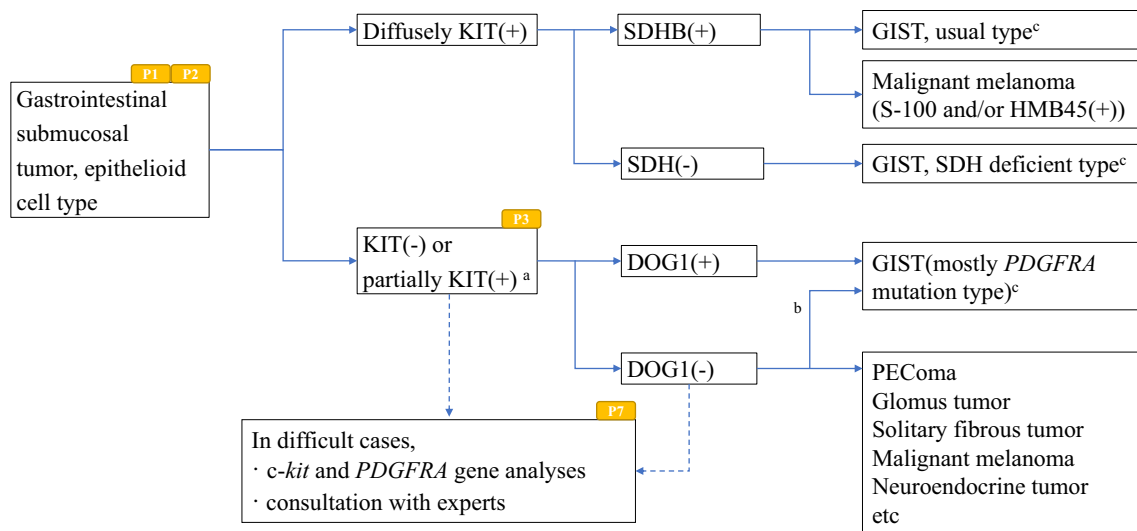 P1 P2
Gastrointestinal
submucosal
tumor, epithelioid
cell type
Diffusely KIT(+)
SDHB(+)
GIST, usual typeᶜ
Malignant melanoma
(S-100 and/or HMB45(+))
SDH(-)
GIST, SDH deficient typeᶜ
P3
KIT(-) or
partially KIT(+) ᵃ
DOG1(+)
GIST(mostly PDGFRA
mutation type)ᶜ
b
DOG1(-)
PEComa
Glomus tumor
Solitary fibrous tumor
Malignant melanoma
Neuroendocrine tumor
etc
P7
In difficult cases,
· c-kit and PDGFRA gene analyses
· consultation with experts